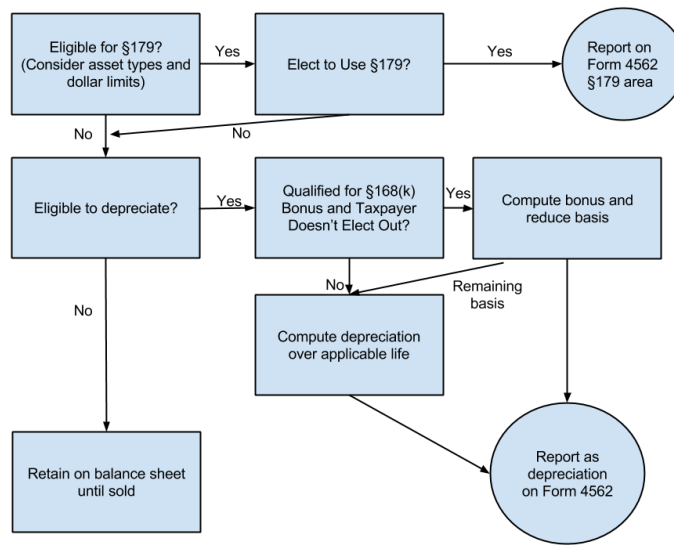 Eligible for §179?
(Consider asset types and
dollar limits)
Yes
Elect to Use §179?
Yes
Report on
Form 4562
§179 area
No
No
Eligible to depreciate?
Yes
Qualified for §168(k)
Bonus and Taxpayer
Doesn't Elect Out?
Yes
Compute bonus and
reduce basis
No
Remaining
basis
No
Compute depreciation
over applicable life
Retain on balance sheet
until sold
Report as
depreciation
on Form 4562